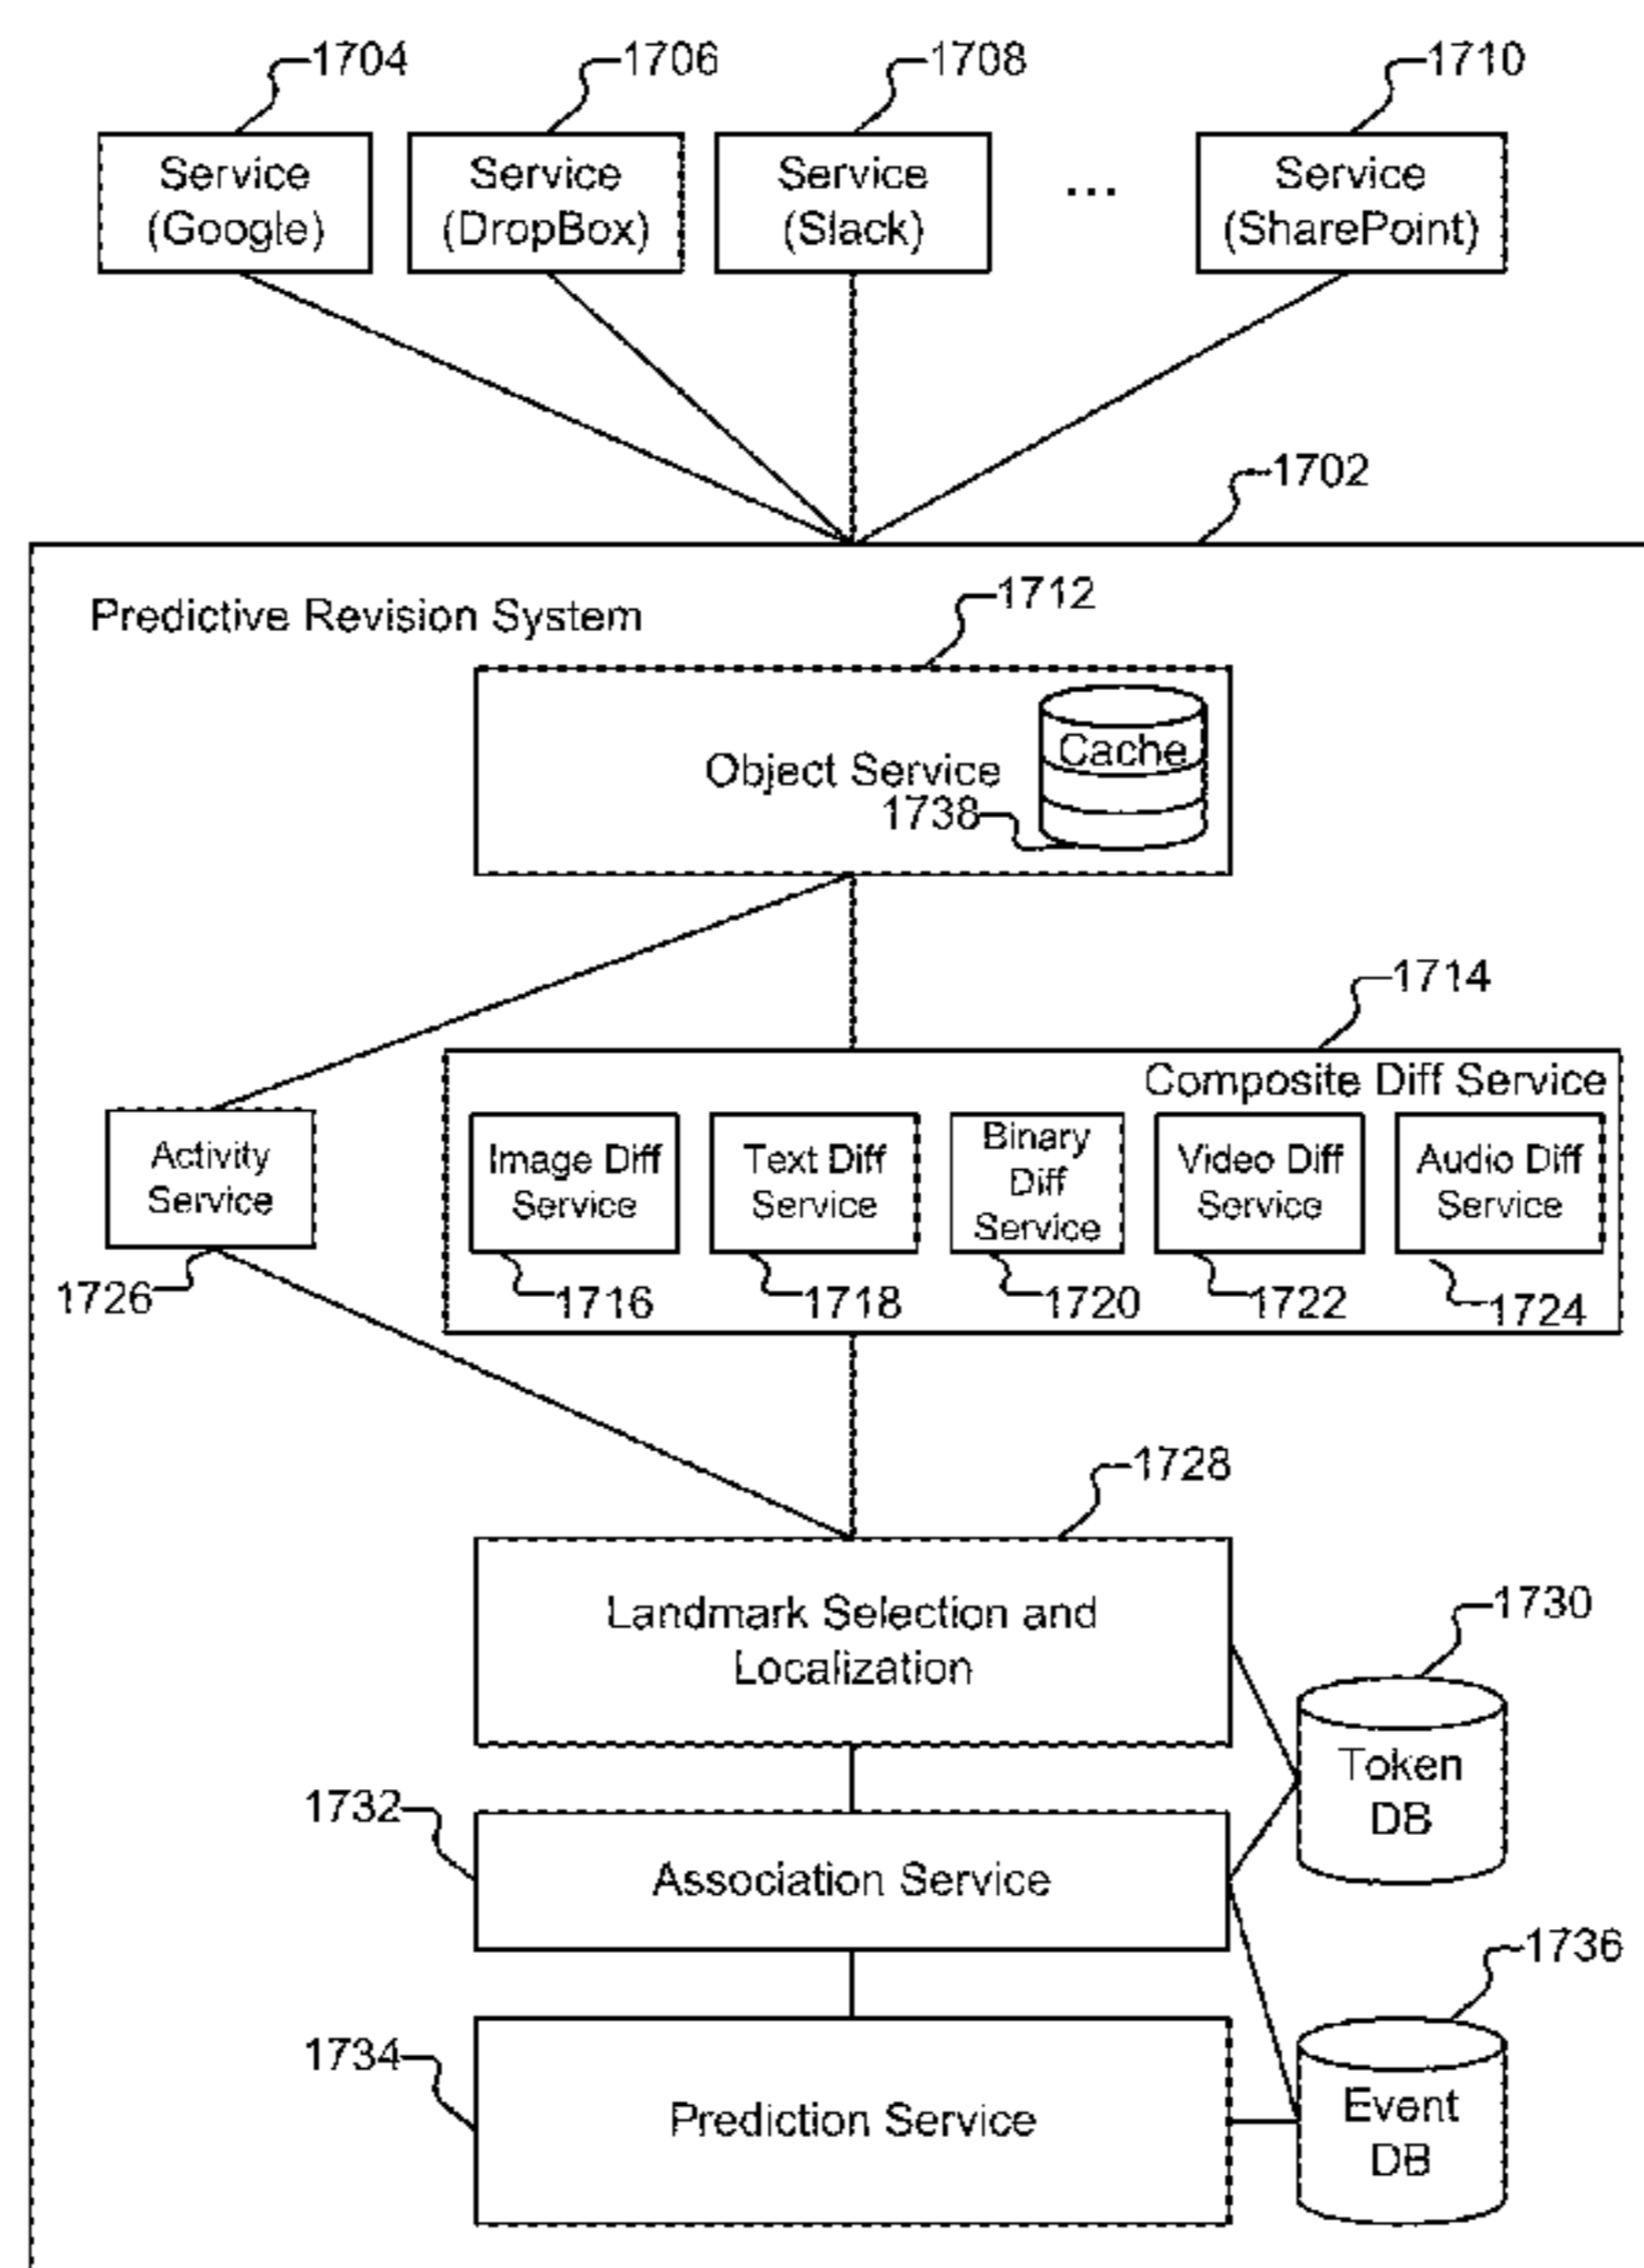 1704
1706
1708
1710
Service
(Google)
Service
(DropBox)
Service
(Slack)
...
Service
(SharePoint)
1702
Predictive Revision System
1712
Object Service
Cache
1738
1714
Composite Diff Service
Activity
Service
Image Diff
Service
Text Diff
Service
Binary
Diff
Service
Video Diff
Service
Audio Diff
Service
1726
1716
1718
1720
1722
1724
1728
Landmark Selection and
Localization
1730
Token
DB
1732
Association Service
1736
1734
Prediction Service
Event
DB